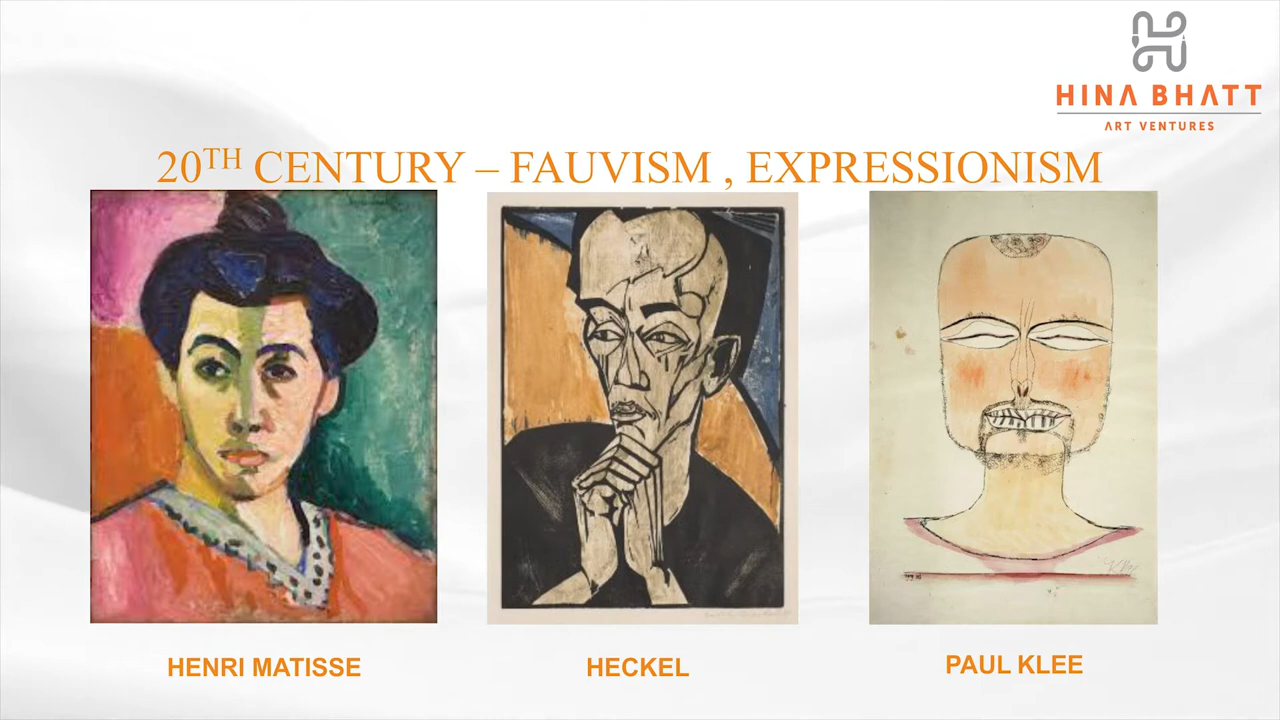 HINA BHATT
ART VENTURES
20TH CENTURY – FAUVISM , EXPRESSIONISM
HENRI MATISSE
HECKEL
PAUL KLEE